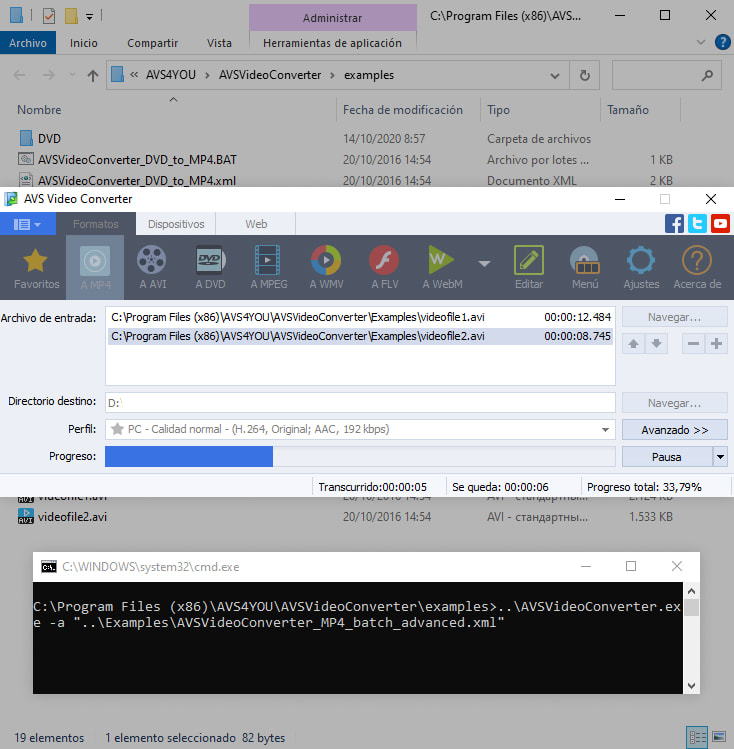 Administrar
C:\Program Files (x86)\AVS...
Archivo
Inicio
Compartir
Vista
Herramientas de aplicación
« AVS4YOU > AVSVideoConverter > examples
Nombre
Fecha de modificación
Tipo
Tamaño
DVD
14/10/2020 8:57
Carpeta de archivos
AVSVideoConverter_DVD_to_MP4.BAT
20/10/2016 14:54
Archivo por lotes ...
1 KB
AVSVideoConverter_DVD_to_MP4.xml
20/10/2016 14:54
Documento XML
2 KB
AVS Video Converter
Formatos
Dispositivos
Web
Favoritos
A MP4
A AVI
DVD
A DVD
A MPEG
A WMV
A FLV
W
A WebM
Editar
Menú
Ajustes
Acerca de
Archivo de entrada:
C:\Program Files (x86)\AVS4YOU\AVSVideoConverter\Examples\videofile1.avi
00:00:12.484
Navegar...
C:\Program Files (x86)\AVS4YOU\AVSVideoConverter\Examples\videofile2.avi
00:00:08.745
Directorio destino:
D:\
Navegar...
Perfil:
PC - Calidad normal - (H.264, Original; AAC, 192 kbps)
Avanzado >>
Progreso:
Pausa
Transcurrido:00:00:05
Se queda: 00:00:06
Progreso total: 33,79%
videofile1.avi
20/10/2016 14:54
AVI - стандартны...
2.124 KB
videofile2.avi
20/10/2016 14:54
AVI - стандартны...
1.533 KB
C:\WINDOWS\system32\cmd.exe
C:\Program Files (x86)\AVS4YOU\AVSVideoConverter\examples>..\AVSVideoConverter.ex
e -a "..\Examples\AVSVideoConverter_MP4_batch_advanced.xml"
19 elementos
1 elemento seleccionado 82 bytes